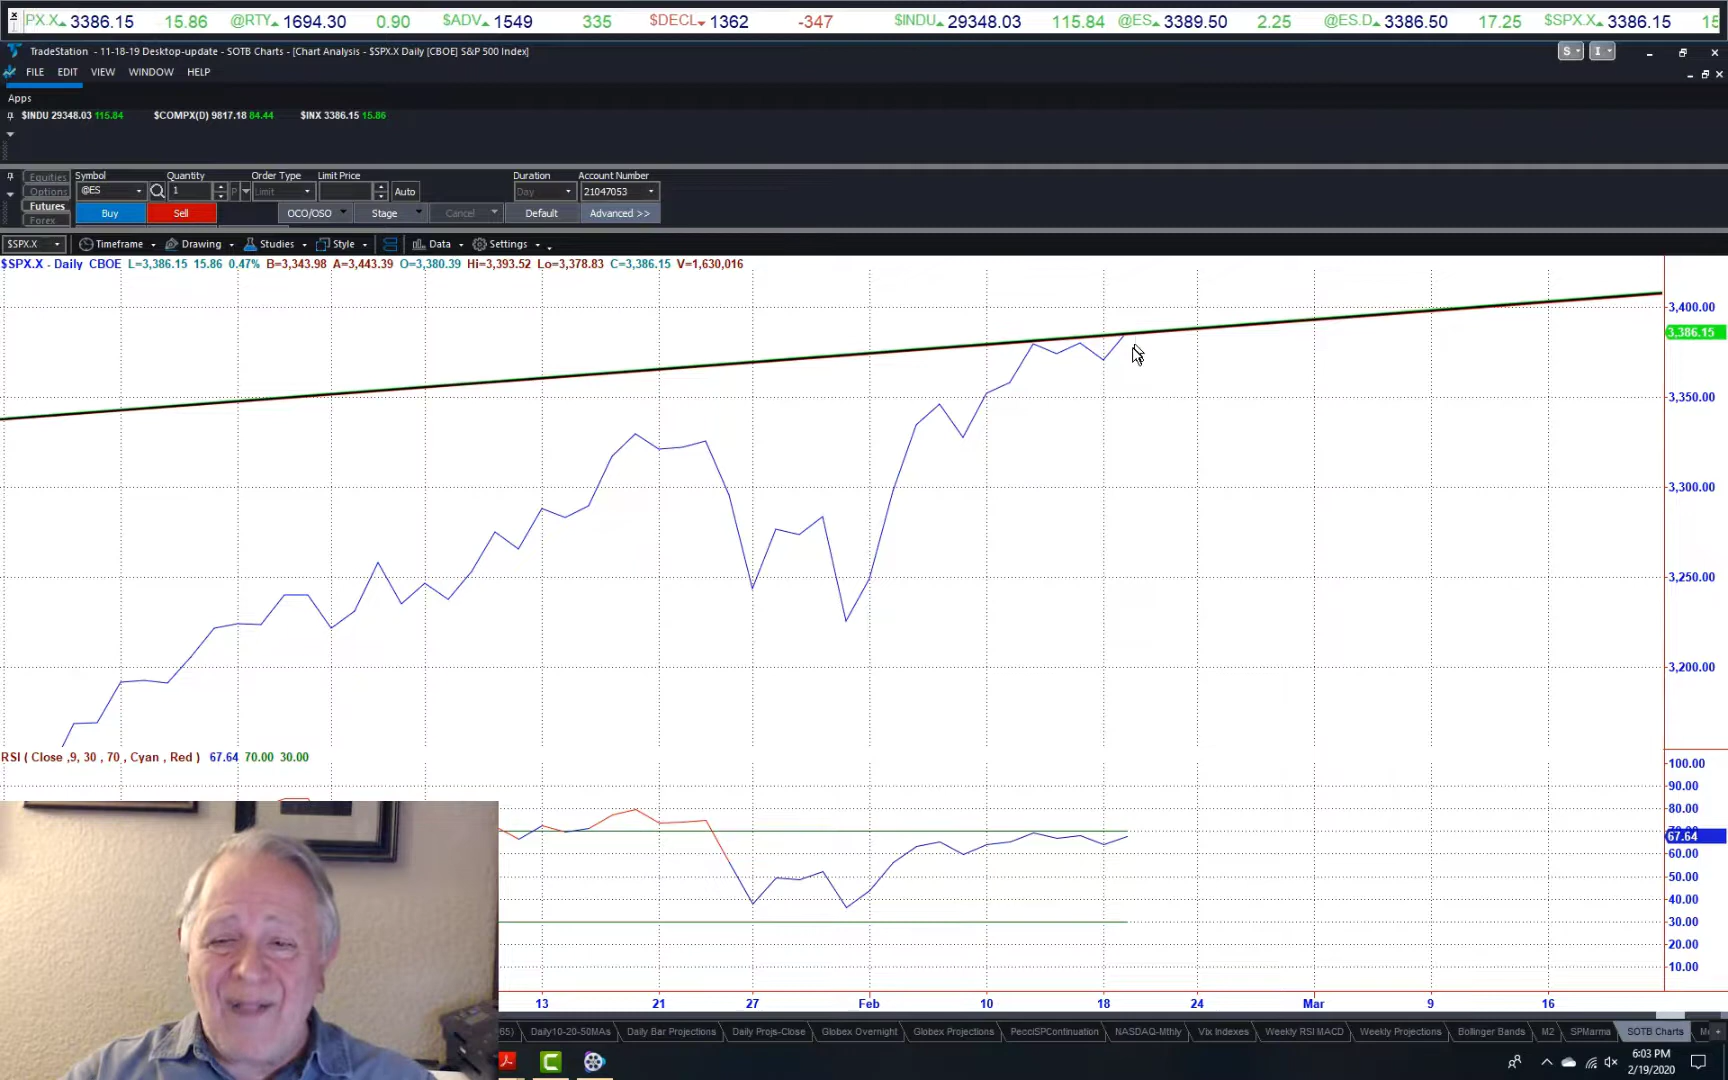 PX.X 3386.15 15.86 @RTY 1694.30 0.90 $ADV 1549 335 $DECL 1362 -347 $INDU 29348.03 115.84 @ES 3389.50 2.25 @ES.D 3386.50 17.25 $SPX.X 3386.15 15
TradeStation - 11-18-19 Desktop-update - SOTB Charts - [Chart Analysis - $SPX.X Daily [CBOE] S&P 500 Index]
S I
FILE EDIT VIEW WINDOW HELP
Apps
$INDU 29348.03 115.84 $COMPX(D) 9817.18 84.44 $INX 3386.15 15.86
Equities Symbol Quantity Order Type Limit Price Duration Account Number
Options @ES 1 P Limit Auto Day 21047053
Futures
Forex Buy Sell OCO/OSO Stage Cancel Default Advanced >>
$SPX.X Timeframe Drawing Studies Style Data Settings
$SPX.X - Daily CBOE L=3,386.15 15.86 0.47% B=3,343.98 A=3,443.39 O=3,380.39 Hi=3,393.52 Lo=3,378.83 C=3,386.15 V=1,630,016
3,400.00
3,386.15
3,350.00
3,300.00
3,250.00
3,200.00
RSI ( Close ,9, 30 , 70 , Cyan , Red ) 67.64 70.00 30.00
100.00
90.00
80.00
67.64
60.00
50.00
40.00
30.00
20.00
10.00
13 21 27 Feb 10 18 24 Mar 9 16
Daily10-20-50MAs Daily Bar Projections Daily Projs-Close Globex Overnight Globex Projections PecciSPContinuation NASDAQ-Mthly Vix Indexes Weekly RSI MACD Weekly Projections Bollinger Bands M2 SPMarma SOTB Charts
6:03 PM
2/19/2020